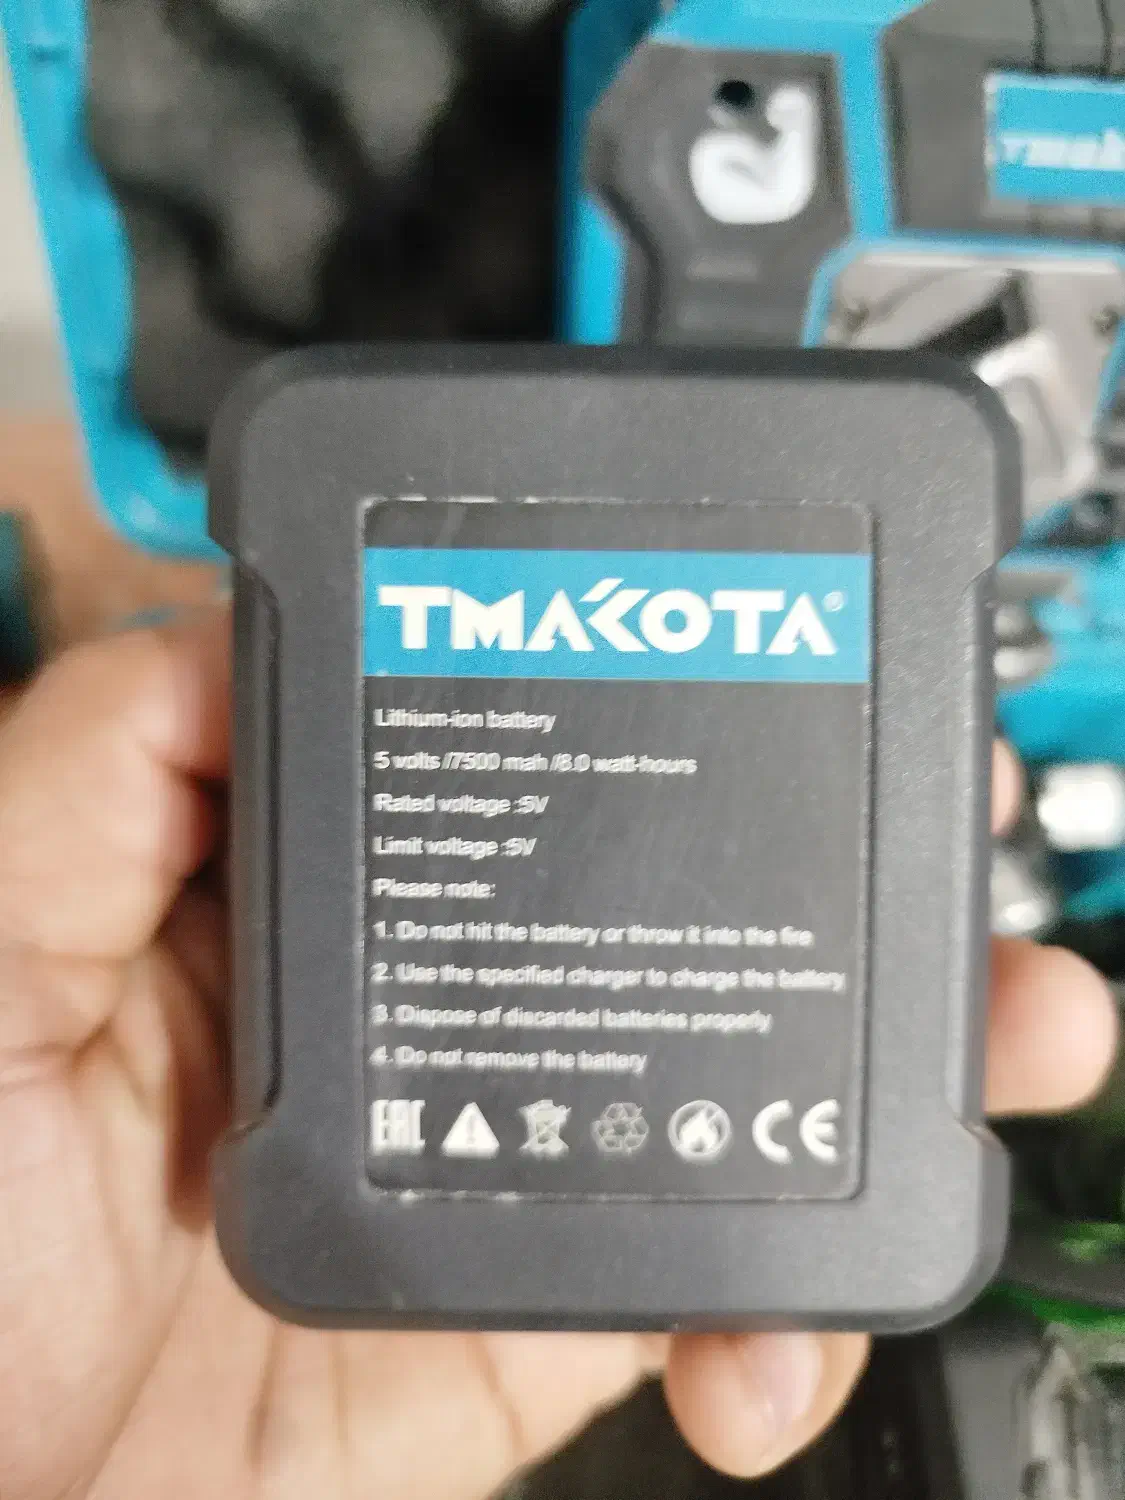 TMAKOTA®
Lithium-ion battery
5 volts /7500 mah /8.0 watt-hours
Rated voltage :5V
Limit voltage :5V
Please note:
1. Do not hit the battery or throw it into the fire
2. Use the specified charger to charge the battery
3. Dispose of discarded batteries properly
4. Do not remove the battery
EAC CE